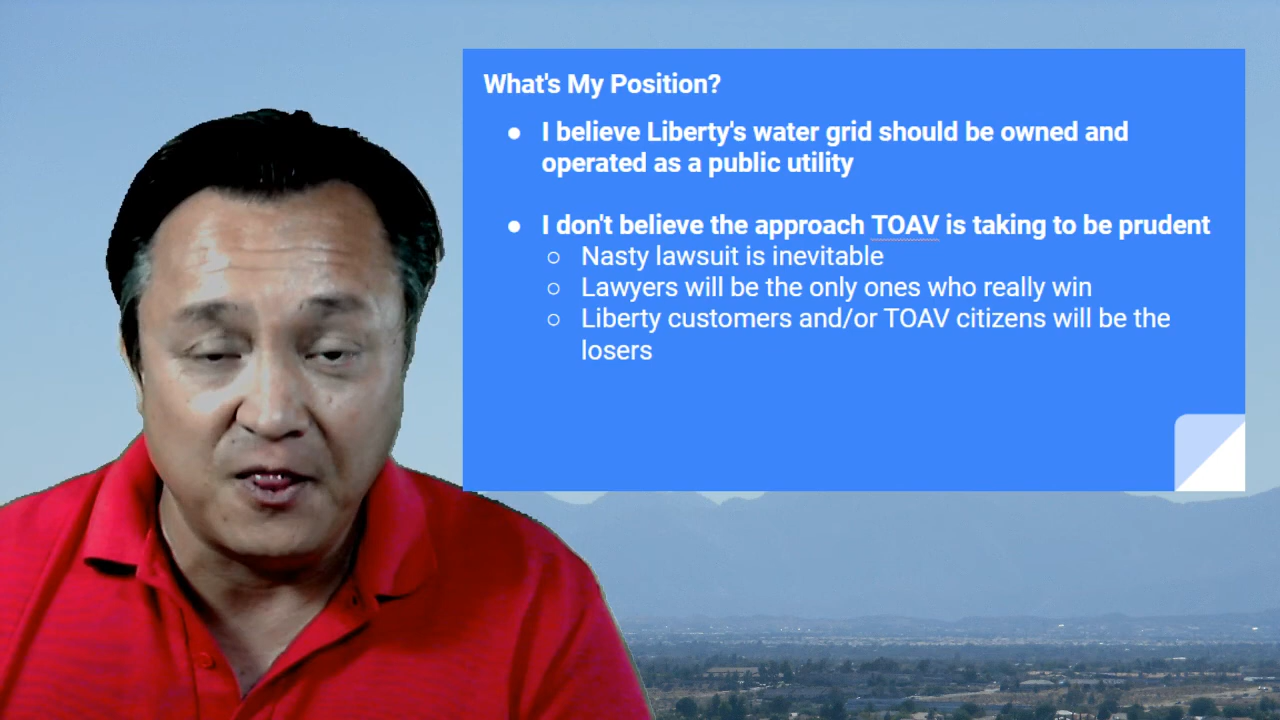 What's My Position?
● I believe Liberty's water grid should be owned and
operated as a public utility
● I don't believe the approach TOAV is taking to be prudent
○ Nasty lawsuit is inevitable
○ Lawyers will be the only ones who really win
○ Liberty customers and/or TOAV citizens will be the
losers